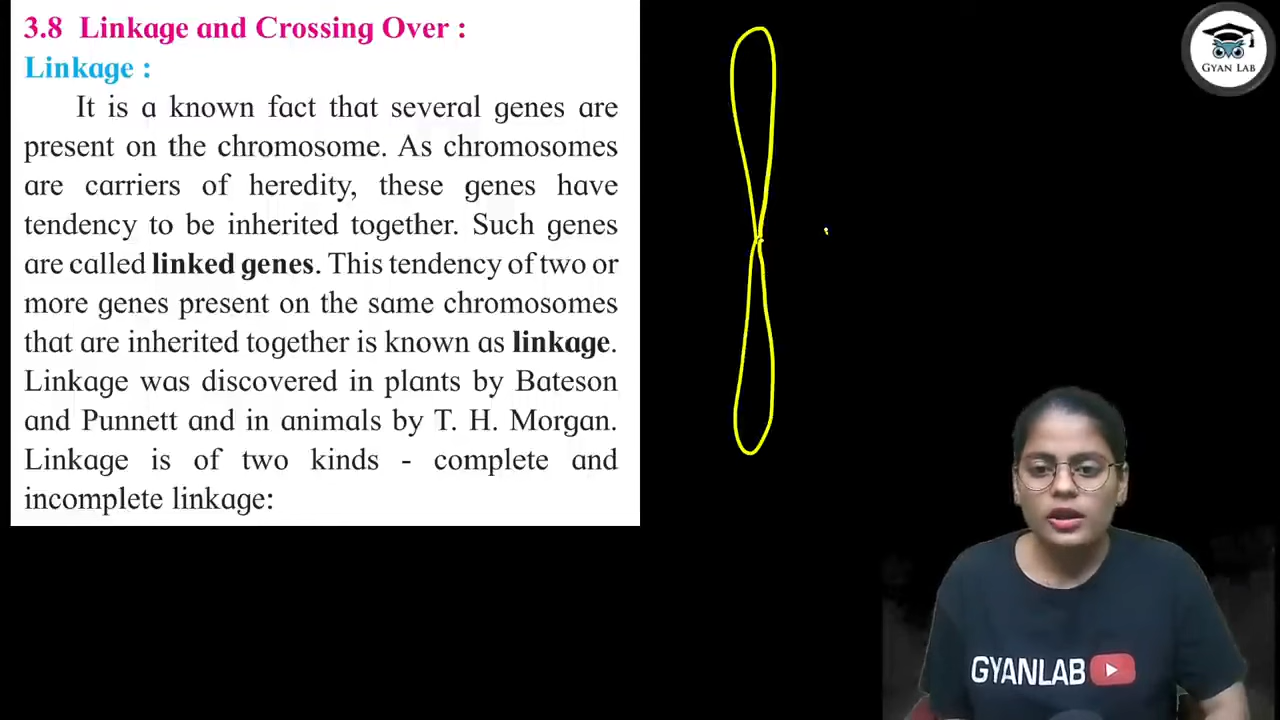 3.8 Linkage and Crossing Over :
Linkage :
It is a known fact that several genes are
present on the chromosome. As chromosomes
are carriers of heredity, these genes have
tendency to be inherited together. Such genes
are called linked genes. This tendency of two or
more genes present on the same chromosomes
that are inherited together is known as linkage.
Linkage was discovered in plants by Bateson
and Punnett and in animals by T. H. Morgan.
Linkage is of two kinds - complete and
incomplete linkage:
GYAN LAB
GYANLAB